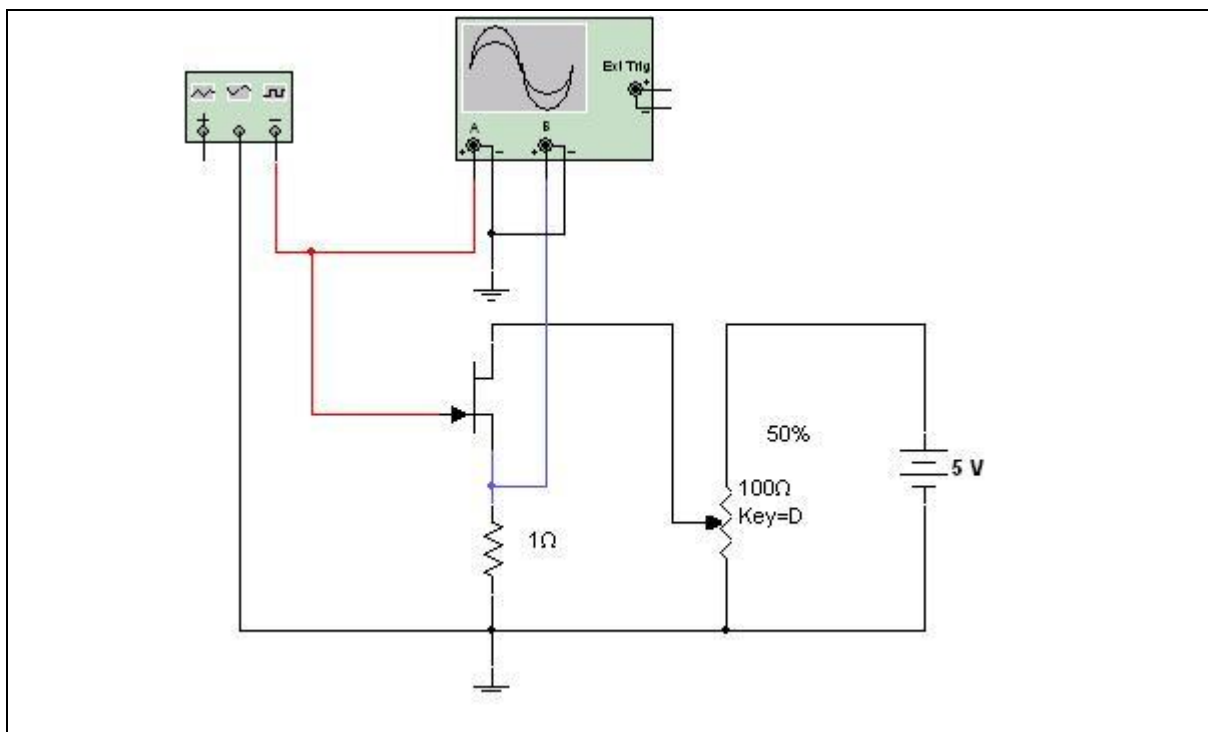 Ext Trig
+
-
+ -
A B
+ - + -
50%
100Ω
Key=D
5 V
1Ω